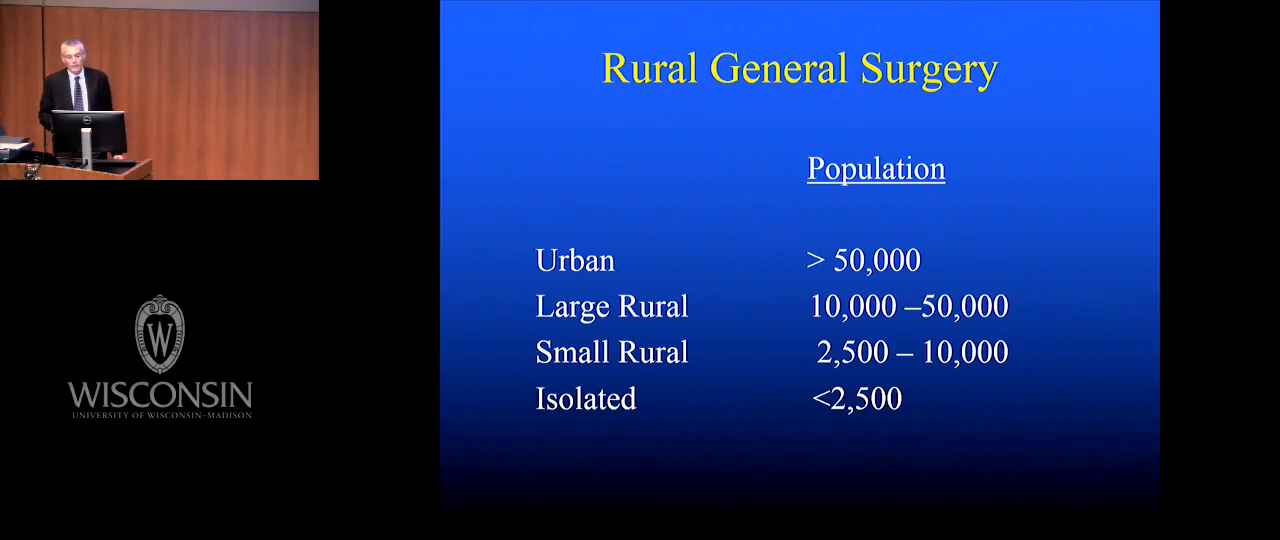 Rural General Surgery
Population
Urban > 50,000
Large Rural 10,000 –50,000
Small Rural 2,500 – 10,000
Isolated <2,500
W
WISCONSIN
UNIVERSITY OF WISCONSIN–MADISON